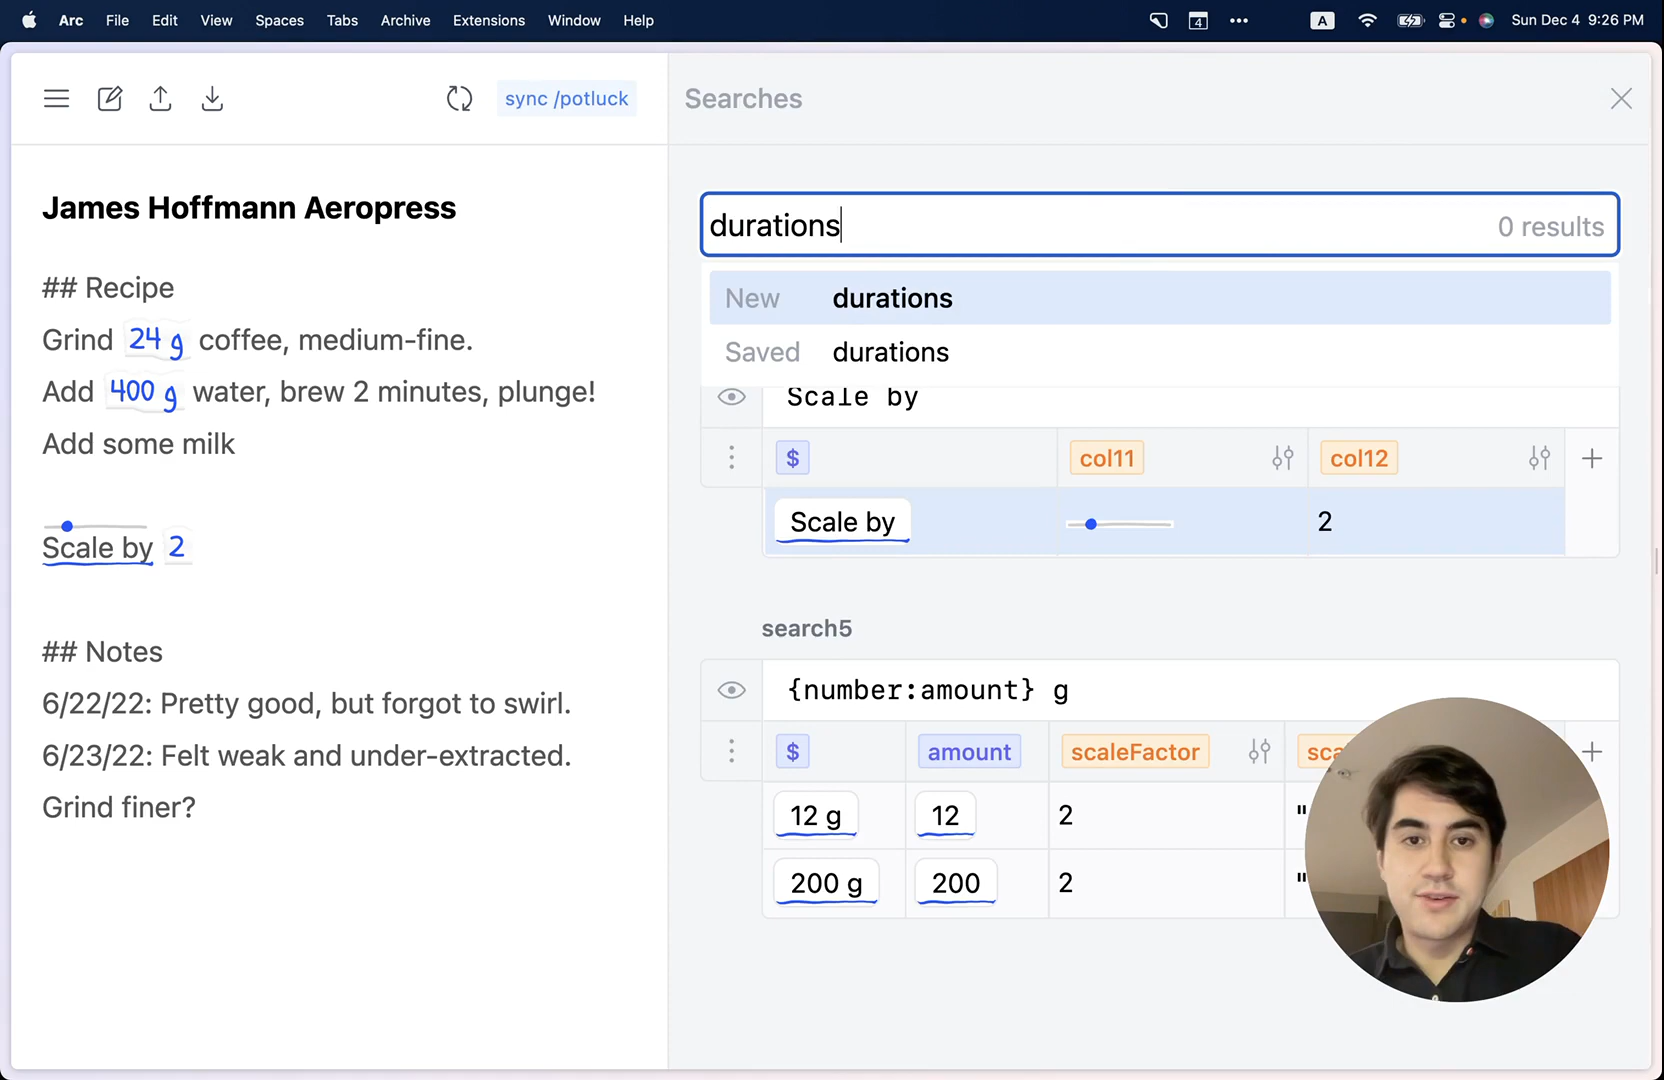 Arc File Edit View Spaces Tabs Archive Extensions Window Help 4 A Sun Dec 4 9:26 PM
sync /potluck
Searches
James Hoffmann Aeropress
## Recipe
Grind 24 g coffee, medium-fine.
Add 400 g water, brew 2 minutes, plunge!
Add some milk
Scale by 2
## Notes
6/22/22: Pretty good, but forgot to swirl.
6/23/22: Felt weak and under-extracted.
Grind finer?
durations 0 results
New durations
Saved durations
Scale by
$ col11 col12 +
Scale by 2
search5
{number:amount} g
$ amount scaleFactor +
12 g 12 2 "
200 g 200 2 "